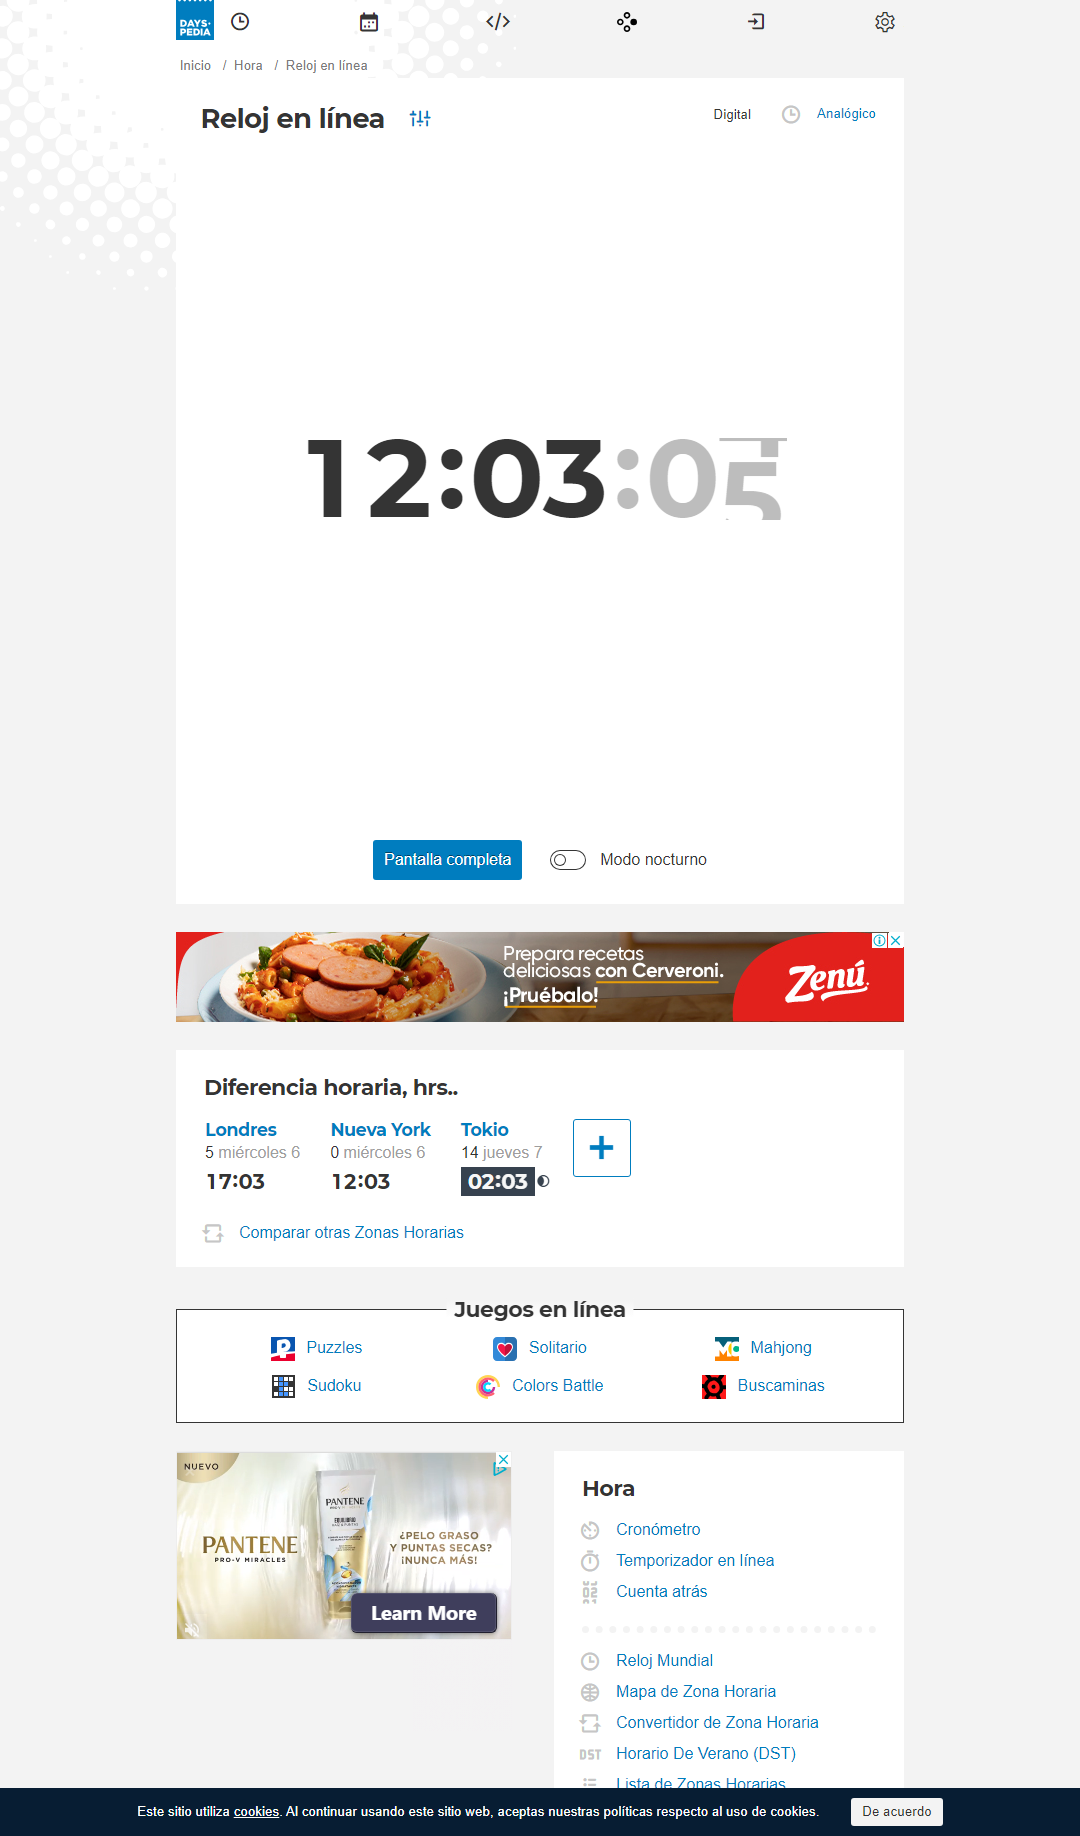 DAYS·
PEDIA
Inicio / Hora / Reloj en línea
Reloj en línea
Digital
Analógico
12:03:05
Pantalla completa
Modo nocturno
Prepara recetas
deliciosas con Cerveroni.
¡Pruébalo!
Zenú
Diferencia horaria, hrs..
Londres
5 miércoles 6
17:03
Nueva York
0 miércoles 6
12:03
Tokio
14 jueves 7
02:03
+
Comparar otras Zonas Horarias
Juegos en línea
Puzzles
Solitario
Mahjong
Sudoku
Colors Battle
Buscaminas
NUEVO
PANTENE
PRO-V MIRACLES
PANTENE
¿PELO GRASO
Y PUNTAS SECAS?
¡NUNCA MÁS!
Learn More
Hora
Cronómetro
Temporizador en línea
Cuenta atrás
Reloj Mundial
Mapa de Zona Horaria
Convertidor de Zona Horaria
DST
Horario De Verano (DST)
Lista de Zonas Horarias
Este sitio utiliza cookies. Al continuar usando este sitio web, aceptas nuestras políticas respecto al uso de cookies.
De acuerdo